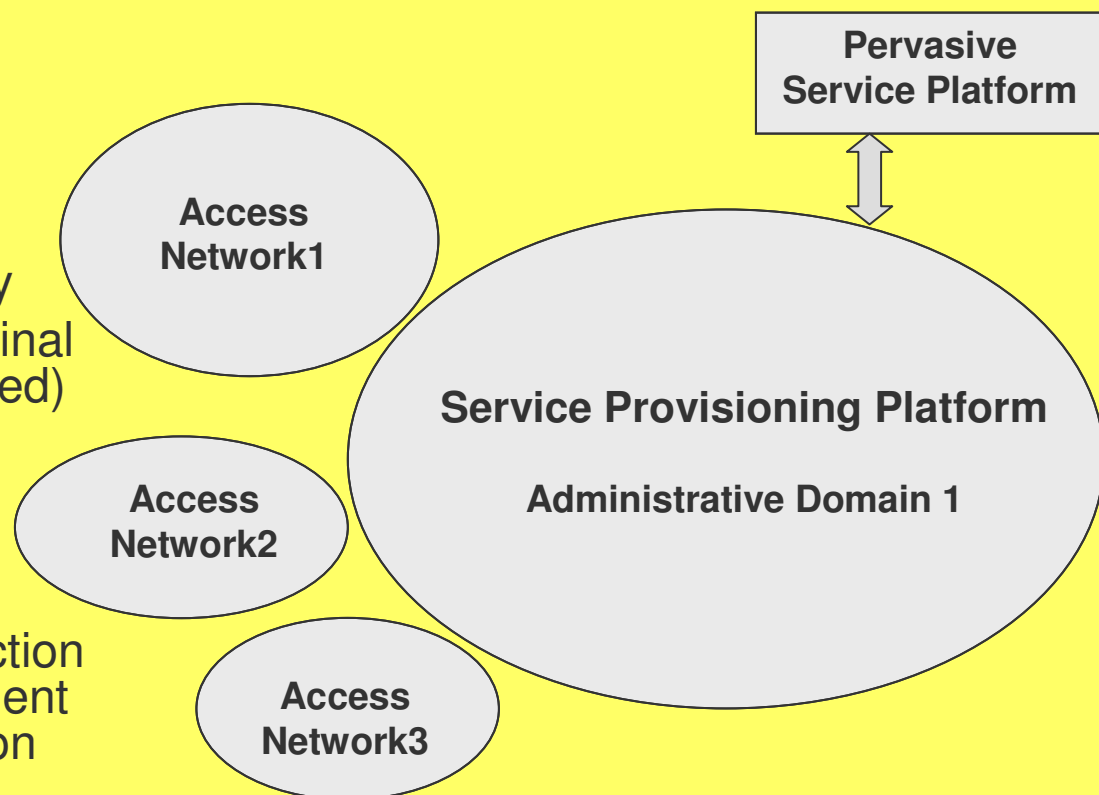 Pervasive
Service Platform
Access
Network1
Service Provisioning Platform
Administrative Domain 1
Access
Network2
Access
Network3